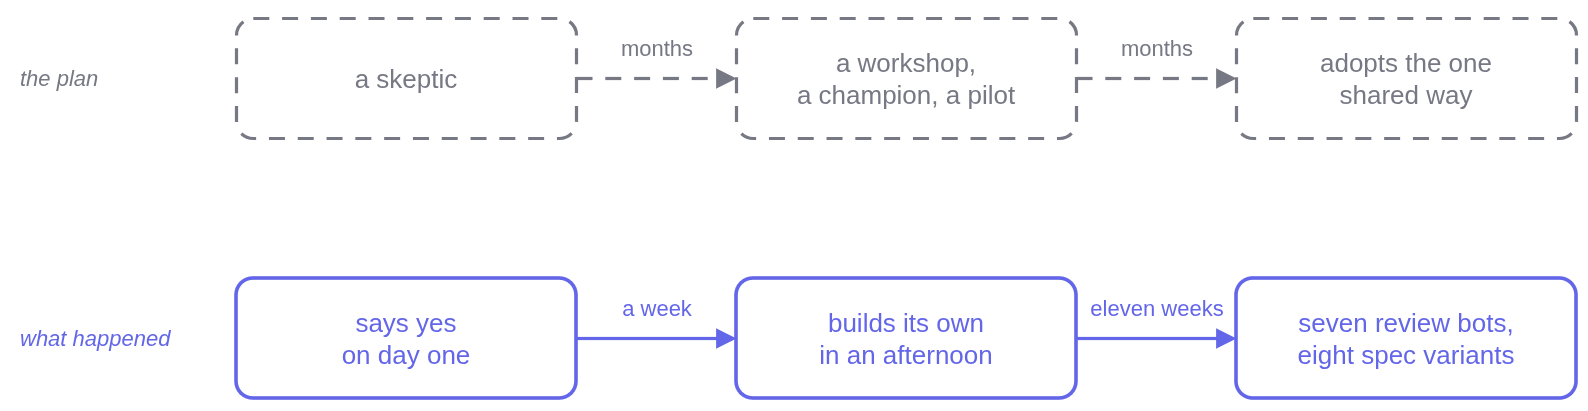 the plan
a skeptic
months
a workshop,
a champion, a pilot
months
adopts the one
shared way
what happened
says yes
on day one
a week
builds its own
in an afternoon
eleven weeks
seven review bots,
eight spec variants